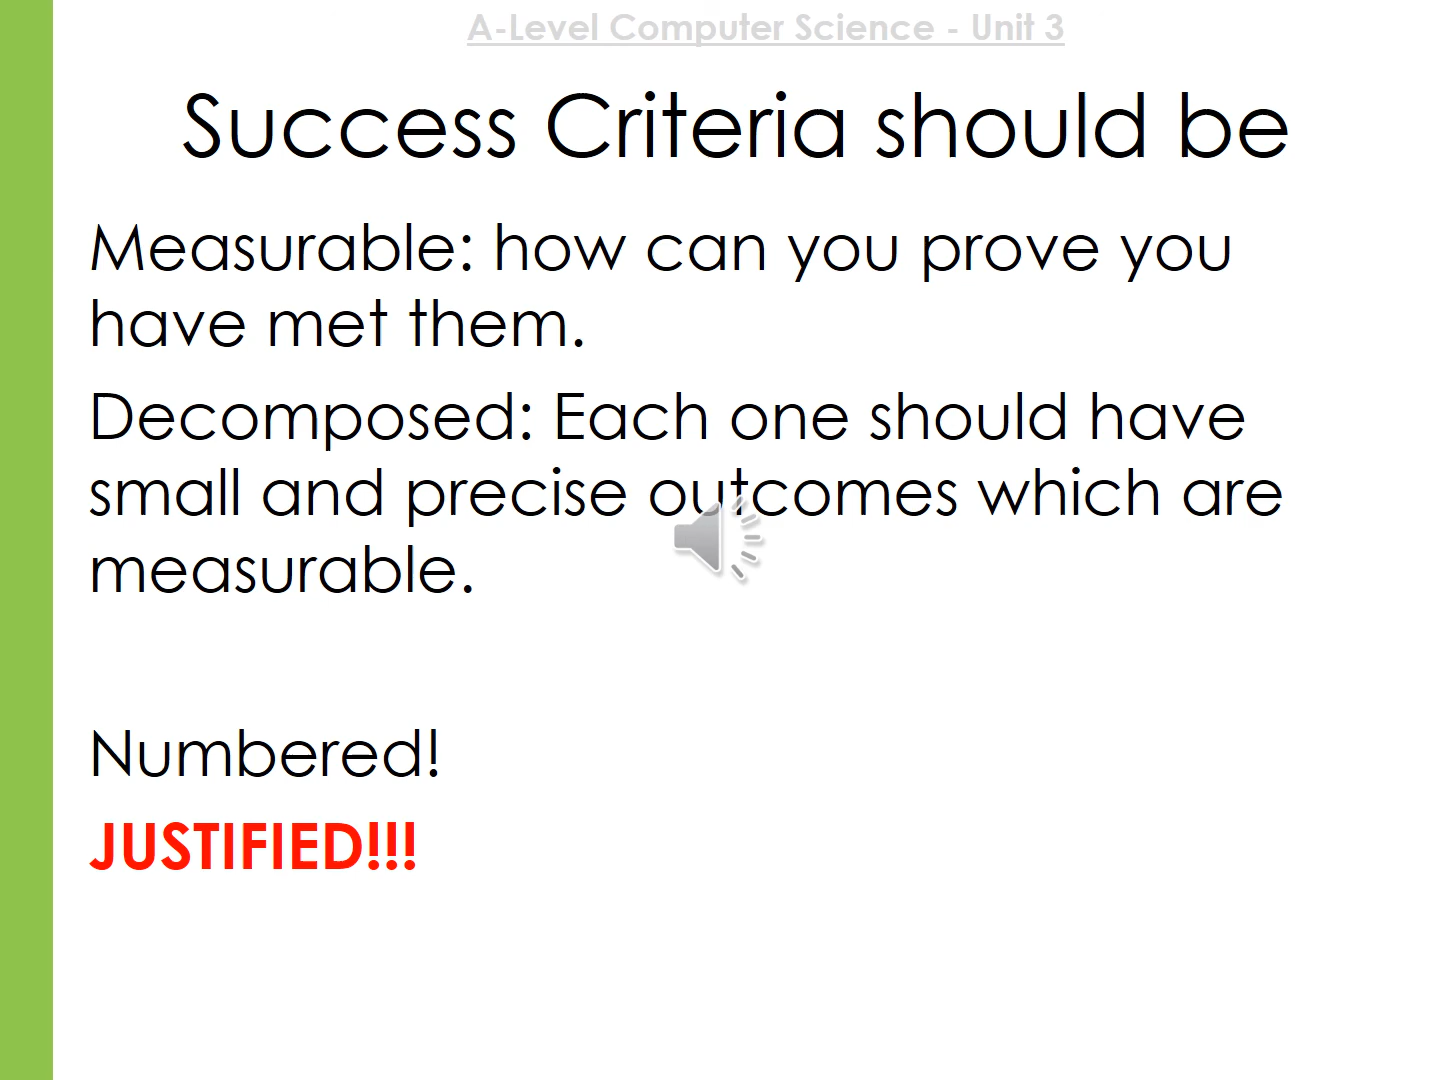 A-Level Computer Science - Unit 3
Success Criteria should be
Measurable: how can you prove you
have met them.
Decomposed: Each one should have
small and precise outcomes which are
measurable.
Numbered!
JUSTIFIED!!!